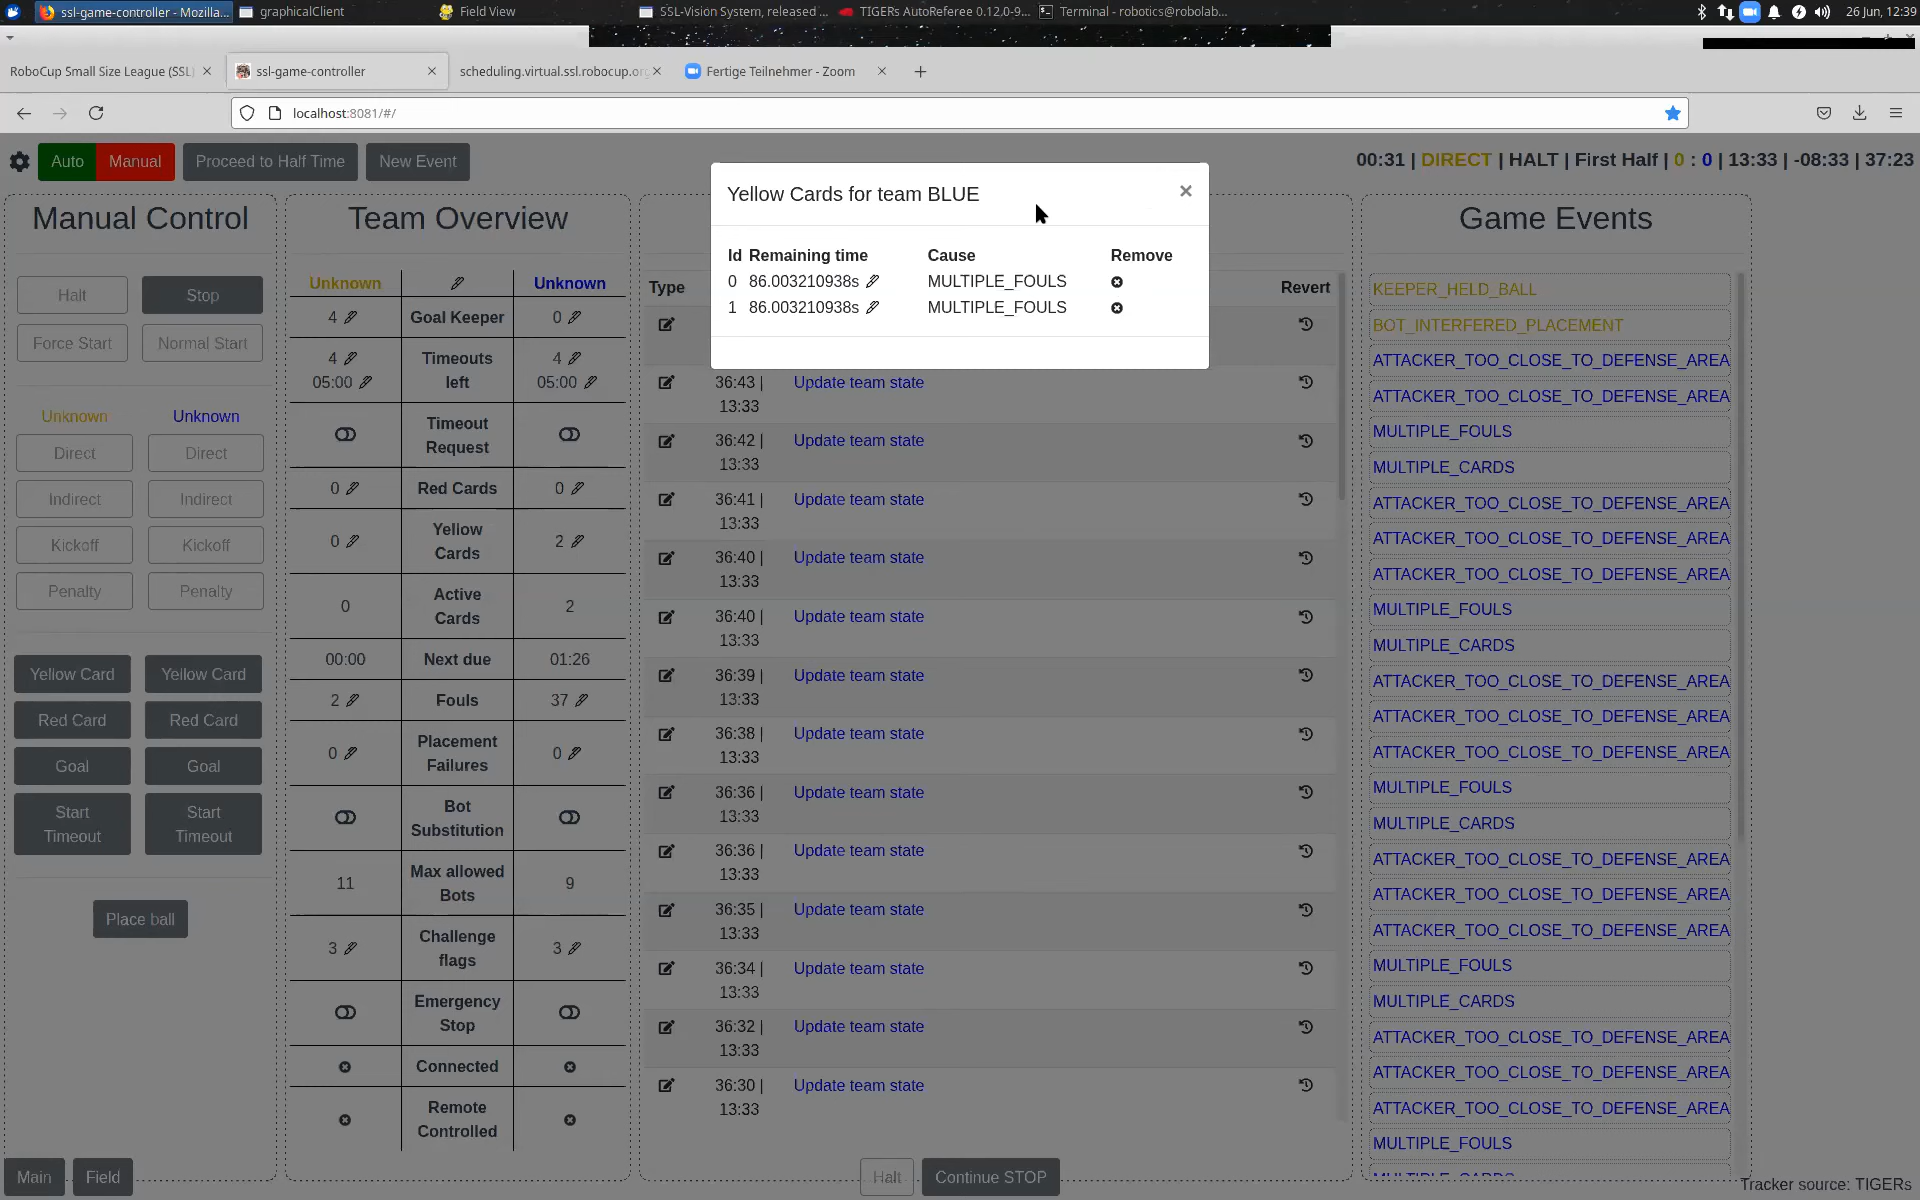 ssl-game-controller - Mozilla...
graphicalClient
Field View
SSL-Vision System, released ...
TIGERs AutoReferee 0.12.0-9...
Terminal - robotics@robolab...
26 Jun, 12:39
RoboCup Small Size League (SSL)
ssl-game-controller
scheduling.virtual.ssl.robocup.org
Fertige Teilnehmer - Zoom
localhost:8081/#/
Auto
Manual
Proceed to Half Time
New Event
00:31 | DIRECT | HALT | First Half | 0 : 0 | 13:33 | -08:33 | 37:23
Yellow Cards for team BLUE
Id Remaining time Cause Remove
0 86.003210938s MULTIPLE_FOULS
1 86.003210938s MULTIPLE_FOULS
Manual Control
Halt Stop
Force Start Normal Start
Unknown Unknown
Direct Direct
Indirect Indirect
Kickoff Kickoff
Penalty Penalty
Yellow Card Yellow Card
Red Card Red Card
Goal Goal
Start Timeout
Start Timeout
Place ball
Team Overview
Unknown Unknown
4 Goal Keeper 0
4 Timeouts left 4
05:00 05:00
Timeout Request
0 Red Cards 0
0 Yellow Cards 2
0 Active Cards 2
00:00 Next due 01:26
2 Fouls 37
0 Placement Failures 0
Bot Substitution
11 Max allowed Bots 9
3 Challenge flags 3
Emergency Stop
Connected
Remote Controlled
Type Revert
36:43 | Update team state
13:33
36:42 | Update team state
13:33
36:41 | Update team state
13:33
36:40 | Update team state
13:33
36:40 | Update team state
13:33
36:39 | Update team state
13:33
36:38 | Update team state
13:33
36:36 | Update team state
13:33
36:36 | Update team state
13:33
36:35 | Update team state
13:33
36:34 | Update team state
13:33
36:32 | Update team state
13:33
36:30 | Update team state
13:33
Game Events
KEEPER_HELD_BALL
BOT_INTERFERED_PLACEMENT
ATTACKER_TOO_CLOSE_TO_DEFENSE_AREA
ATTACKER_TOO_CLOSE_TO_DEFENSE_AREA
MULTIPLE_FOULS
MULTIPLE_CARDS
ATTACKER_TOO_CLOSE_TO_DEFENSE_AREA
ATTACKER_TOO_CLOSE_TO_DEFENSE_AREA
ATTACKER_TOO_CLOSE_TO_DEFENSE_AREA
MULTIPLE_FOULS
MULTIPLE_CARDS
ATTACKER_TOO_CLOSE_TO_DEFENSE_AREA
ATTACKER_TOO_CLOSE_TO_DEFENSE_AREA
ATTACKER_TOO_CLOSE_TO_DEFENSE_AREA
MULTIPLE_FOULS
MULTIPLE_CARDS
ATTACKER_TOO_CLOSE_TO_DEFENSE_AREA
ATTACKER_TOO_CLOSE_TO_DEFENSE_AREA
ATTACKER_TOO_CLOSE_TO_DEFENSE_AREA
MULTIPLE_FOULS
MULTIPLE_CARDS
ATTACKER_TOO_CLOSE_TO_DEFENSE_AREA
ATTACKER_TOO_CLOSE_TO_DEFENSE_AREA
ATTACKER_TOO_CLOSE_TO_DEFENSE_AREA
MULTIPLE_FOULS
Main
Field
Halt
Continue STOP
Tracker source: TIGERs